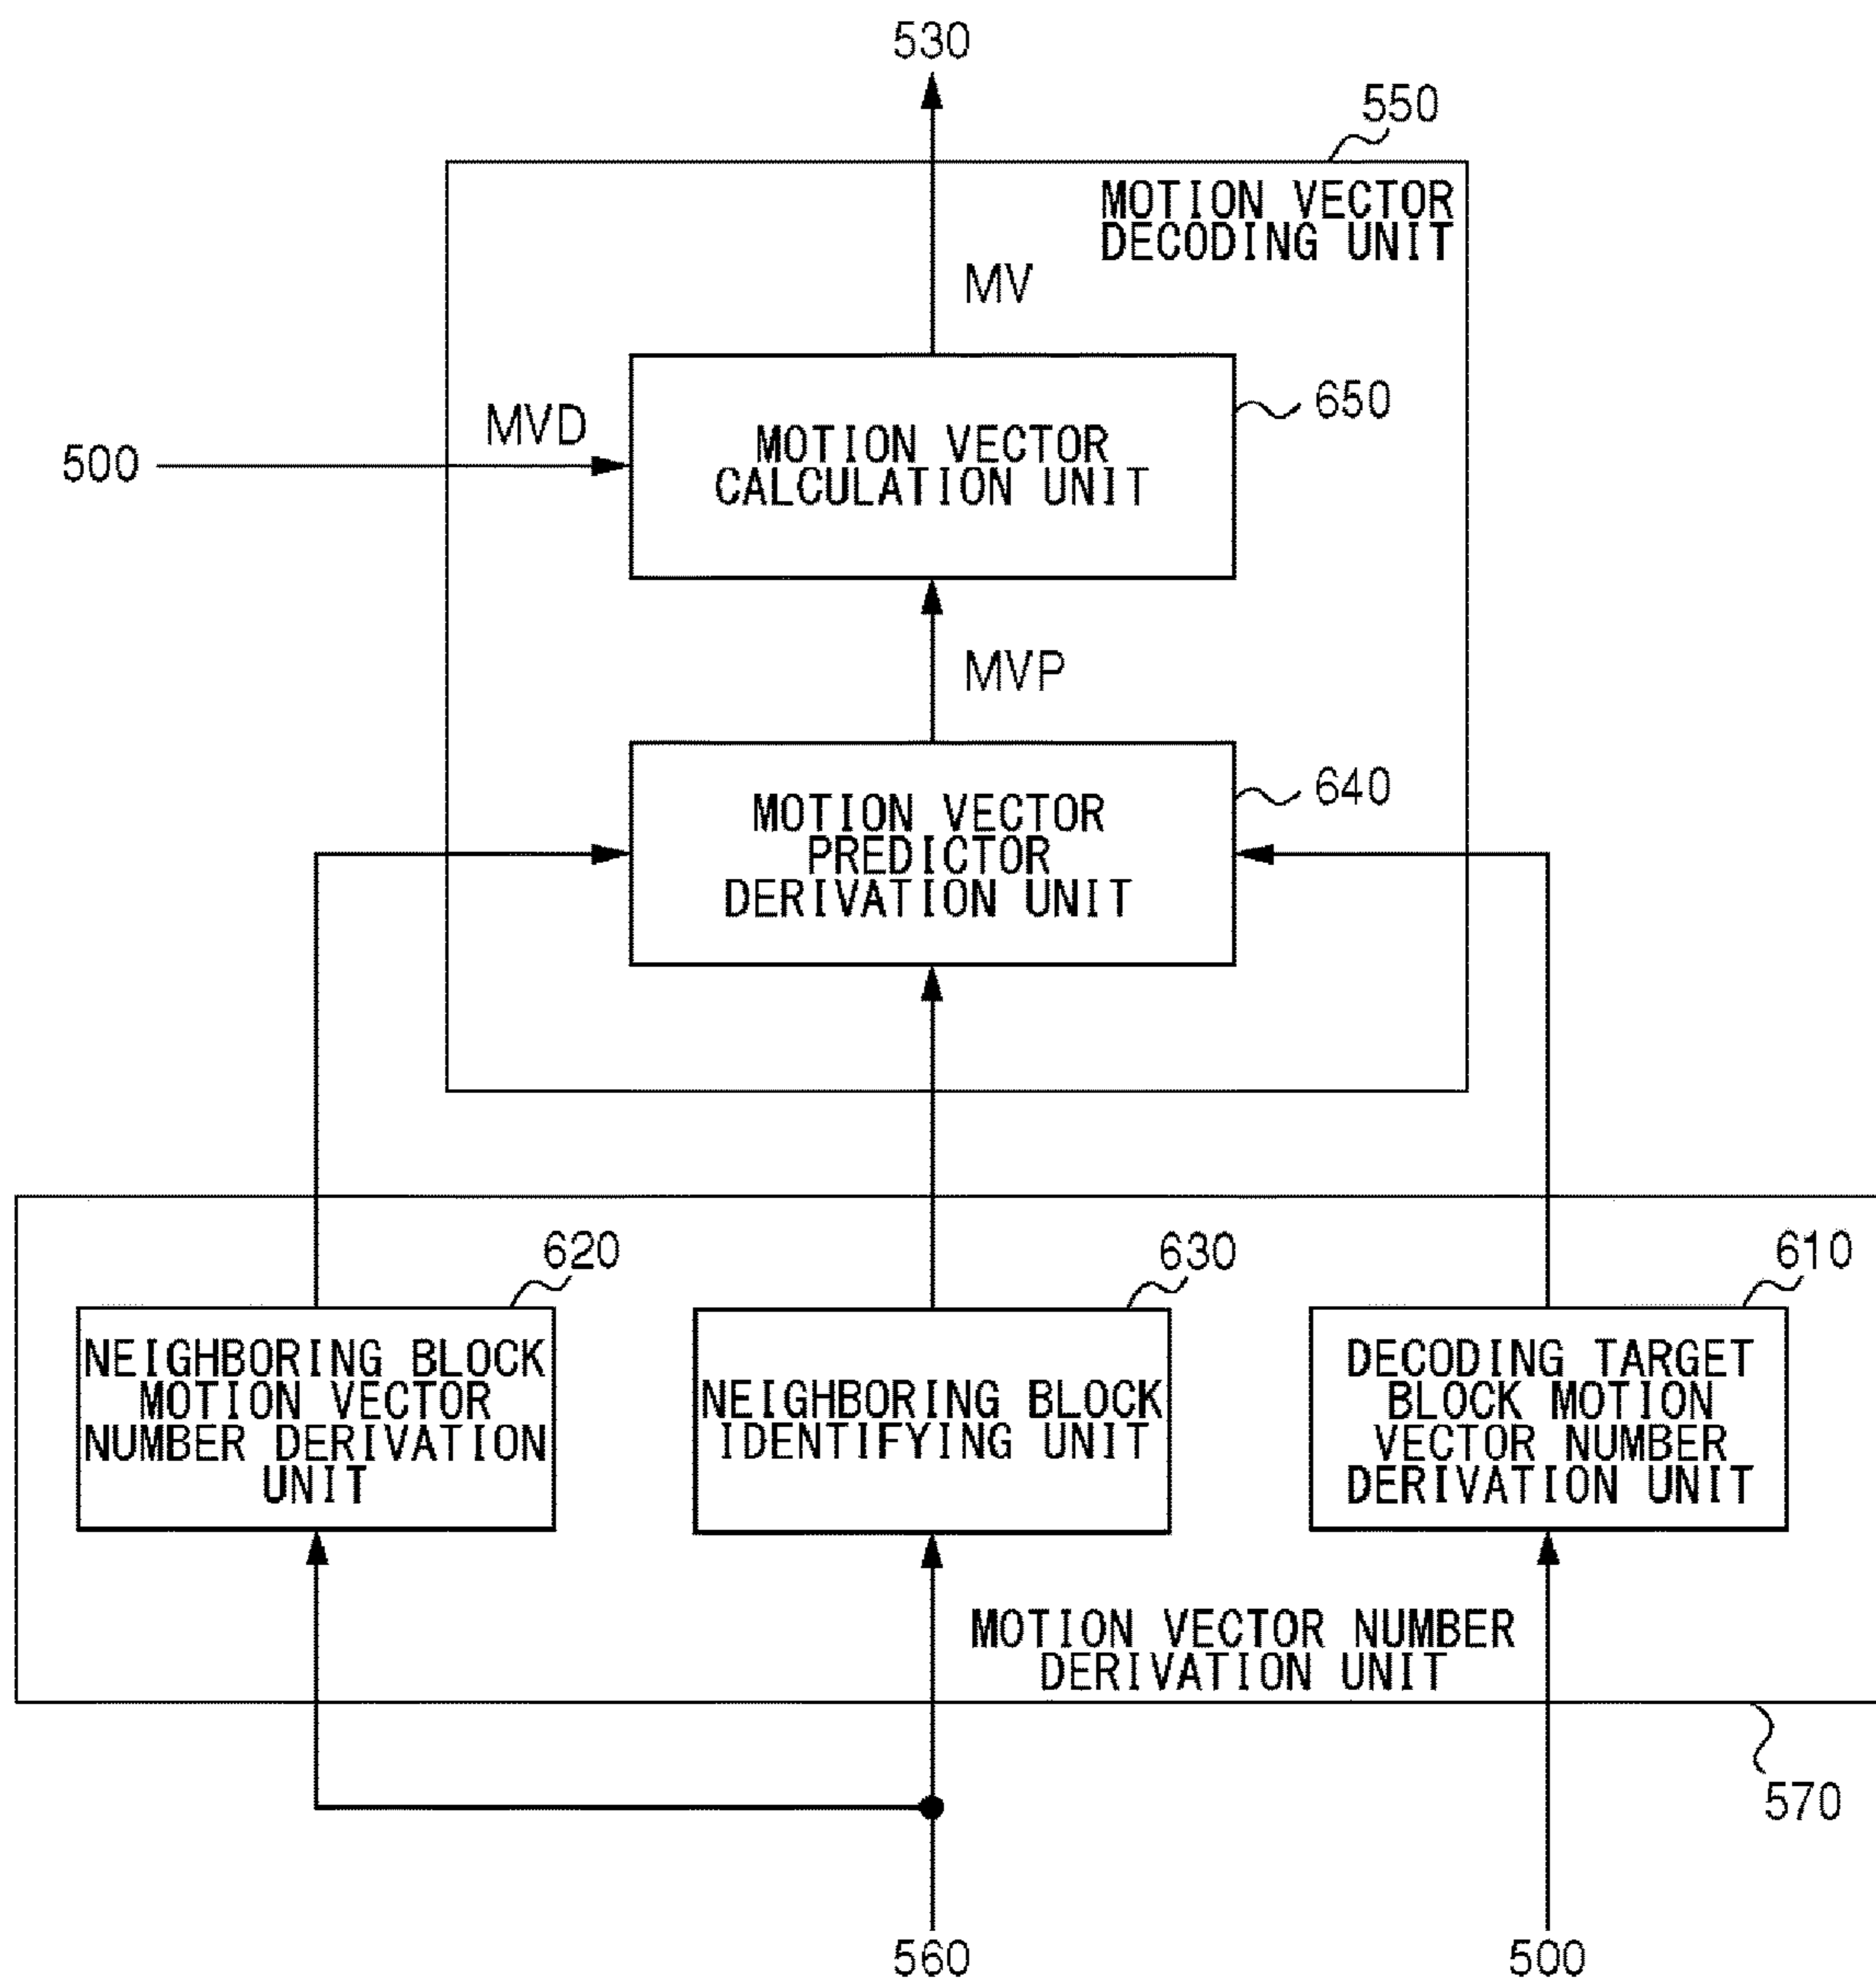 530
550
MOTION VECTOR
DECODING UNIT
MV
650
MVD
500
MOTION VECTOR
CALCULATION UNIT
MVP
640
MOTION VECTOR
PREDICTOR
DERIVATION UNIT
620
630
610
NEIGHBORING BLOCK
MOTION VECTOR
NUMBER DERIVATION
UNIT
NEIGHBORING BLOCK
IDENTIFYING UNIT
DECODING TARGET
BLOCK MOTION
VECTOR NUMBER
DERIVATION UNIT
MOTION VECTOR NUMBER
DERIVATION UNIT
570
560
500